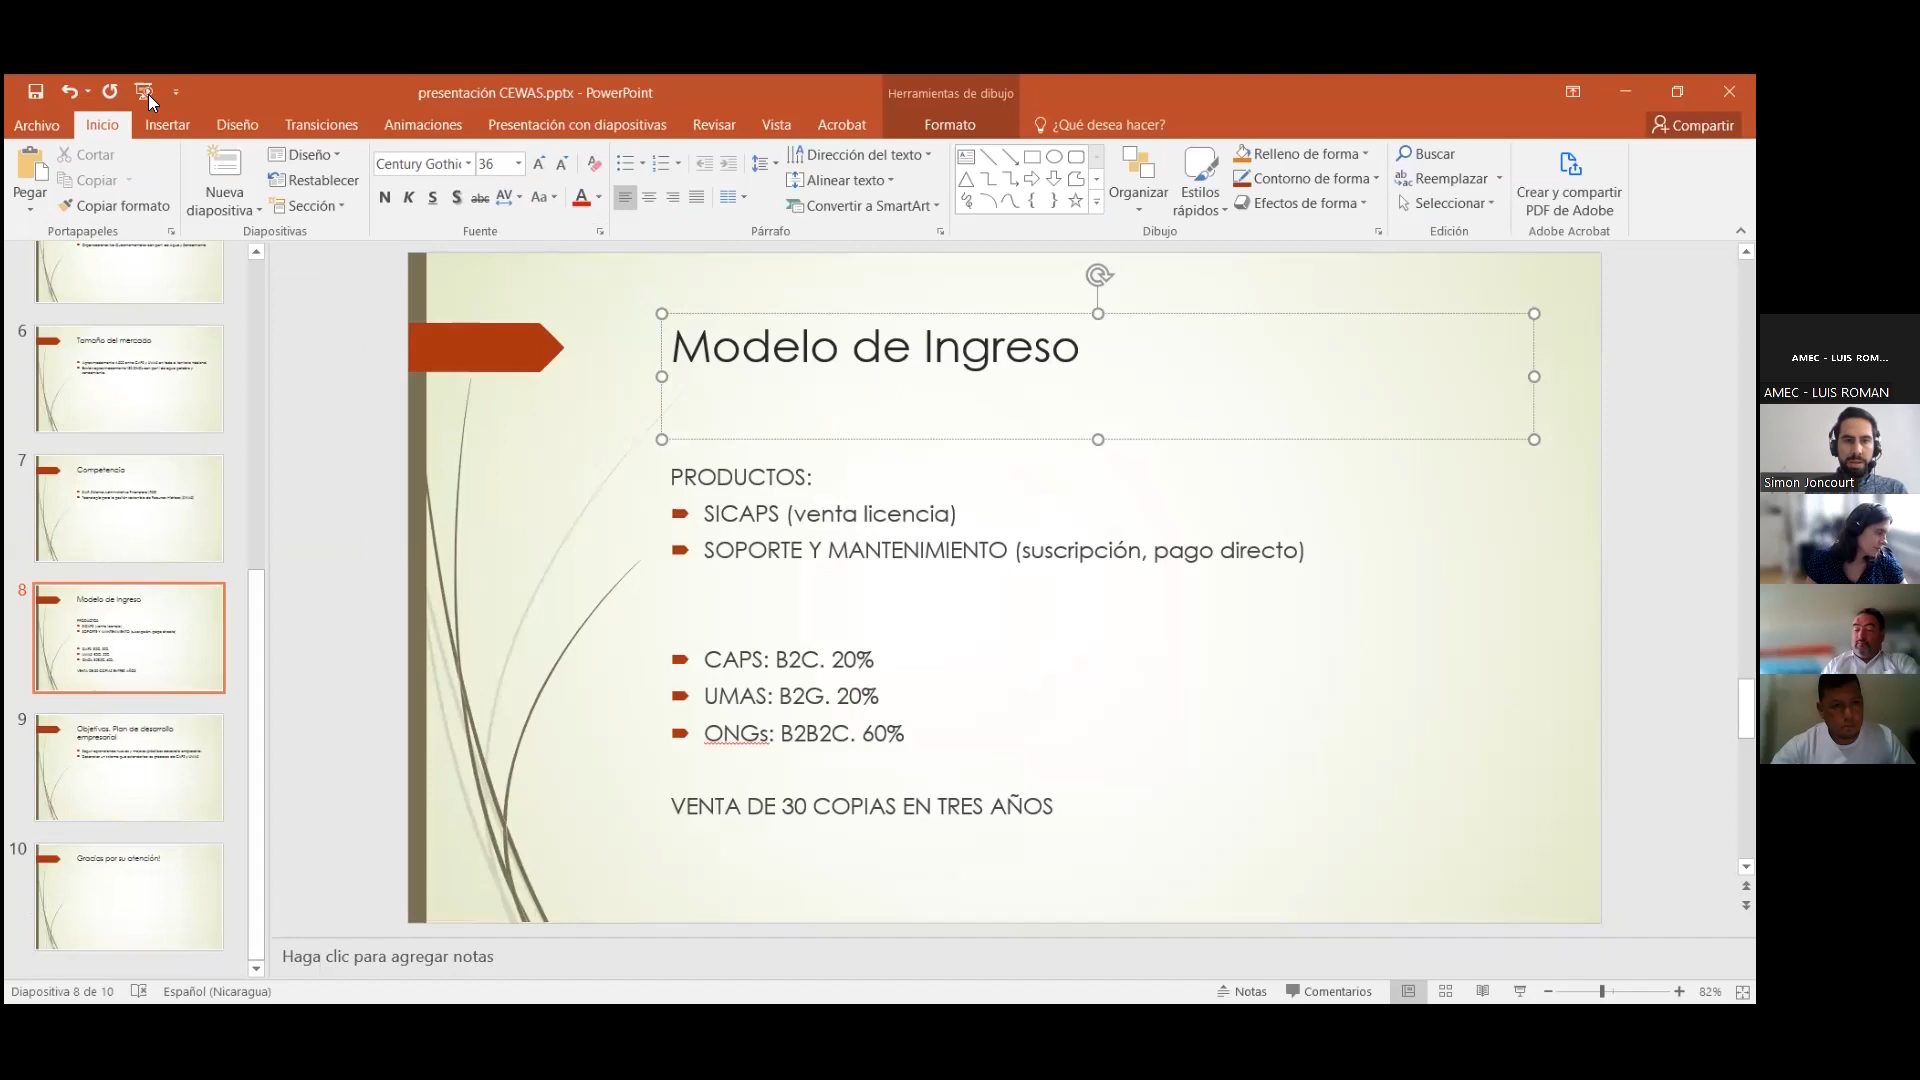 presentación CEWAS.pptx - PowerPoint
Herramientas de dibujo
Archivo Inicio Insertar Diseño Transiciones Animaciones Presentación con diapositivas Revisar Vista Acrobat Formato ¿Qué desea hacer? Compartir
Pegar
Cortar
Copiar
Copiar formato
Portapapeles
Nueva diapositiva
Diseño
Restablecer
Sección
Diapositivas
Century Gothic 36
N K S S abc AV Aa A
Fuente
Dirección del texto
Alinear texto
Convertir a SmartArt
Párrafo
Organizar
Estilos rápidos
Relleno de forma
Contorno de forma
Efectos de forma
Dibujo
Buscar
Reemplazar
Seleccionar
Edición
Crear y compartir PDF de Adobe
Adobe Acrobat
6
Tamaño del mercado
7
Competencia
8
Modelo de Ingreso
9
Objetivos. Plan de desarrollo
empresarial
10
Gracias por su atención!
Modelo de Ingreso
PRODUCTOS:
SICAPS (venta licencia)
SOPORTE Y MANTENIMIENTO (suscripción, pago directo)
CAPS: B2C. 20%
UMAS: B2G. 20%
ONGs: B2B2C. 60%
VENTA DE 30 COPIAS EN TRES AÑOS
Haga clic para agregar notas
Diapositiva 8 de 10 Español (Nicaragua) Notas Comentarios 82%
AMEC - LUIS ROM...
AMEC - LUIS ROMAN
Simon Joncourt